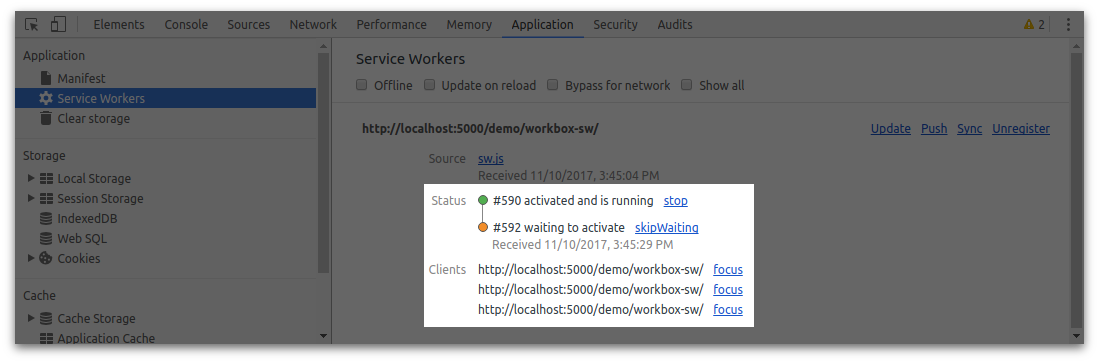 Elements Console Sources Network Performance Memory Application Security Audits 2
Application
Manifest
Service Workers
Clear storage
Storage
Local Storage
Session Storage
IndexedDB
Web SQL
Cookies
Cache
Cache Storage
Application Cache
Service Workers
Offline Update on reload Bypass for network Show all
http://localhost:5000/demo/workbox-sw/ Update Push Sync Unregister
Source sw.js
Received 11/10/2017, 3:45:04 PM
Status #590 activated and is running stop
#592 waiting to activate skipWaiting
Received 11/10/2017, 3:45:29 PM
Clients http://localhost:5000/demo/workbox-sw/ focus
http://localhost:5000/demo/workbox-sw/ focus
http://localhost:5000/demo/workbox-sw/ focus